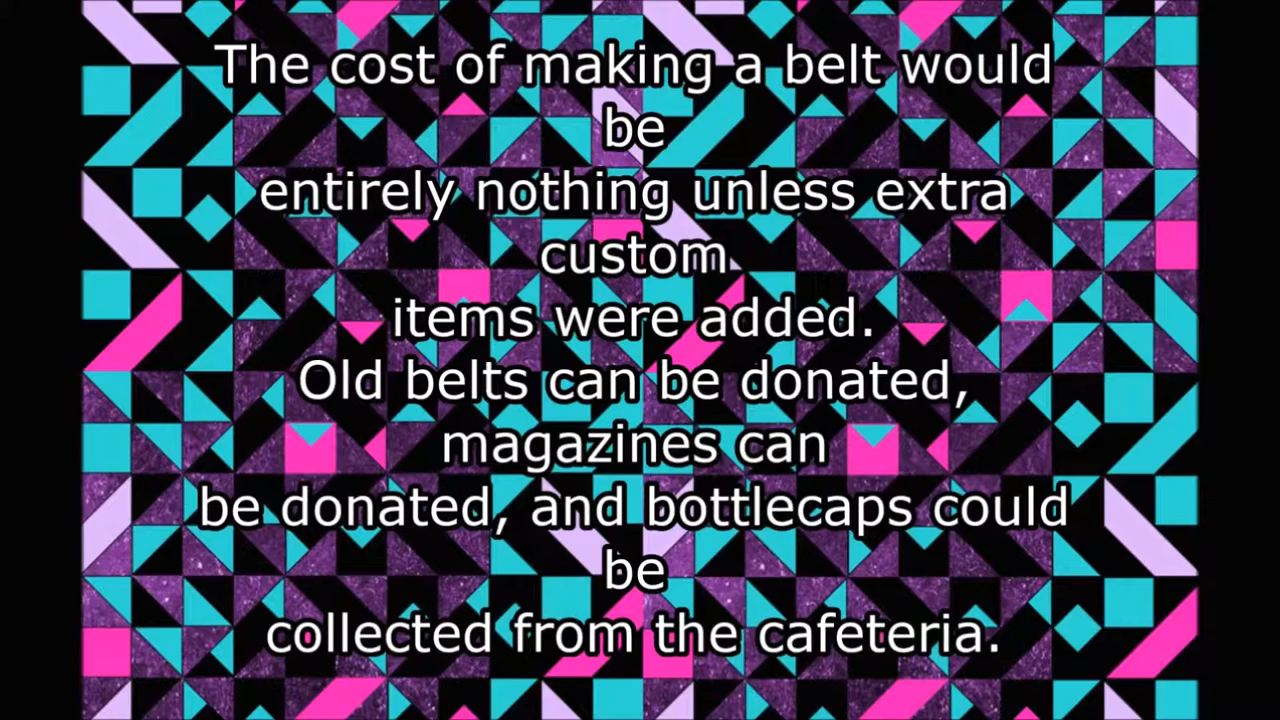 The cost of making a belt would
be
entirely nothing unless extra
custom
items were added.
Old belts can be donated,
magazines can
be donated, and bottlecaps could
be
collected from the cafeteria.